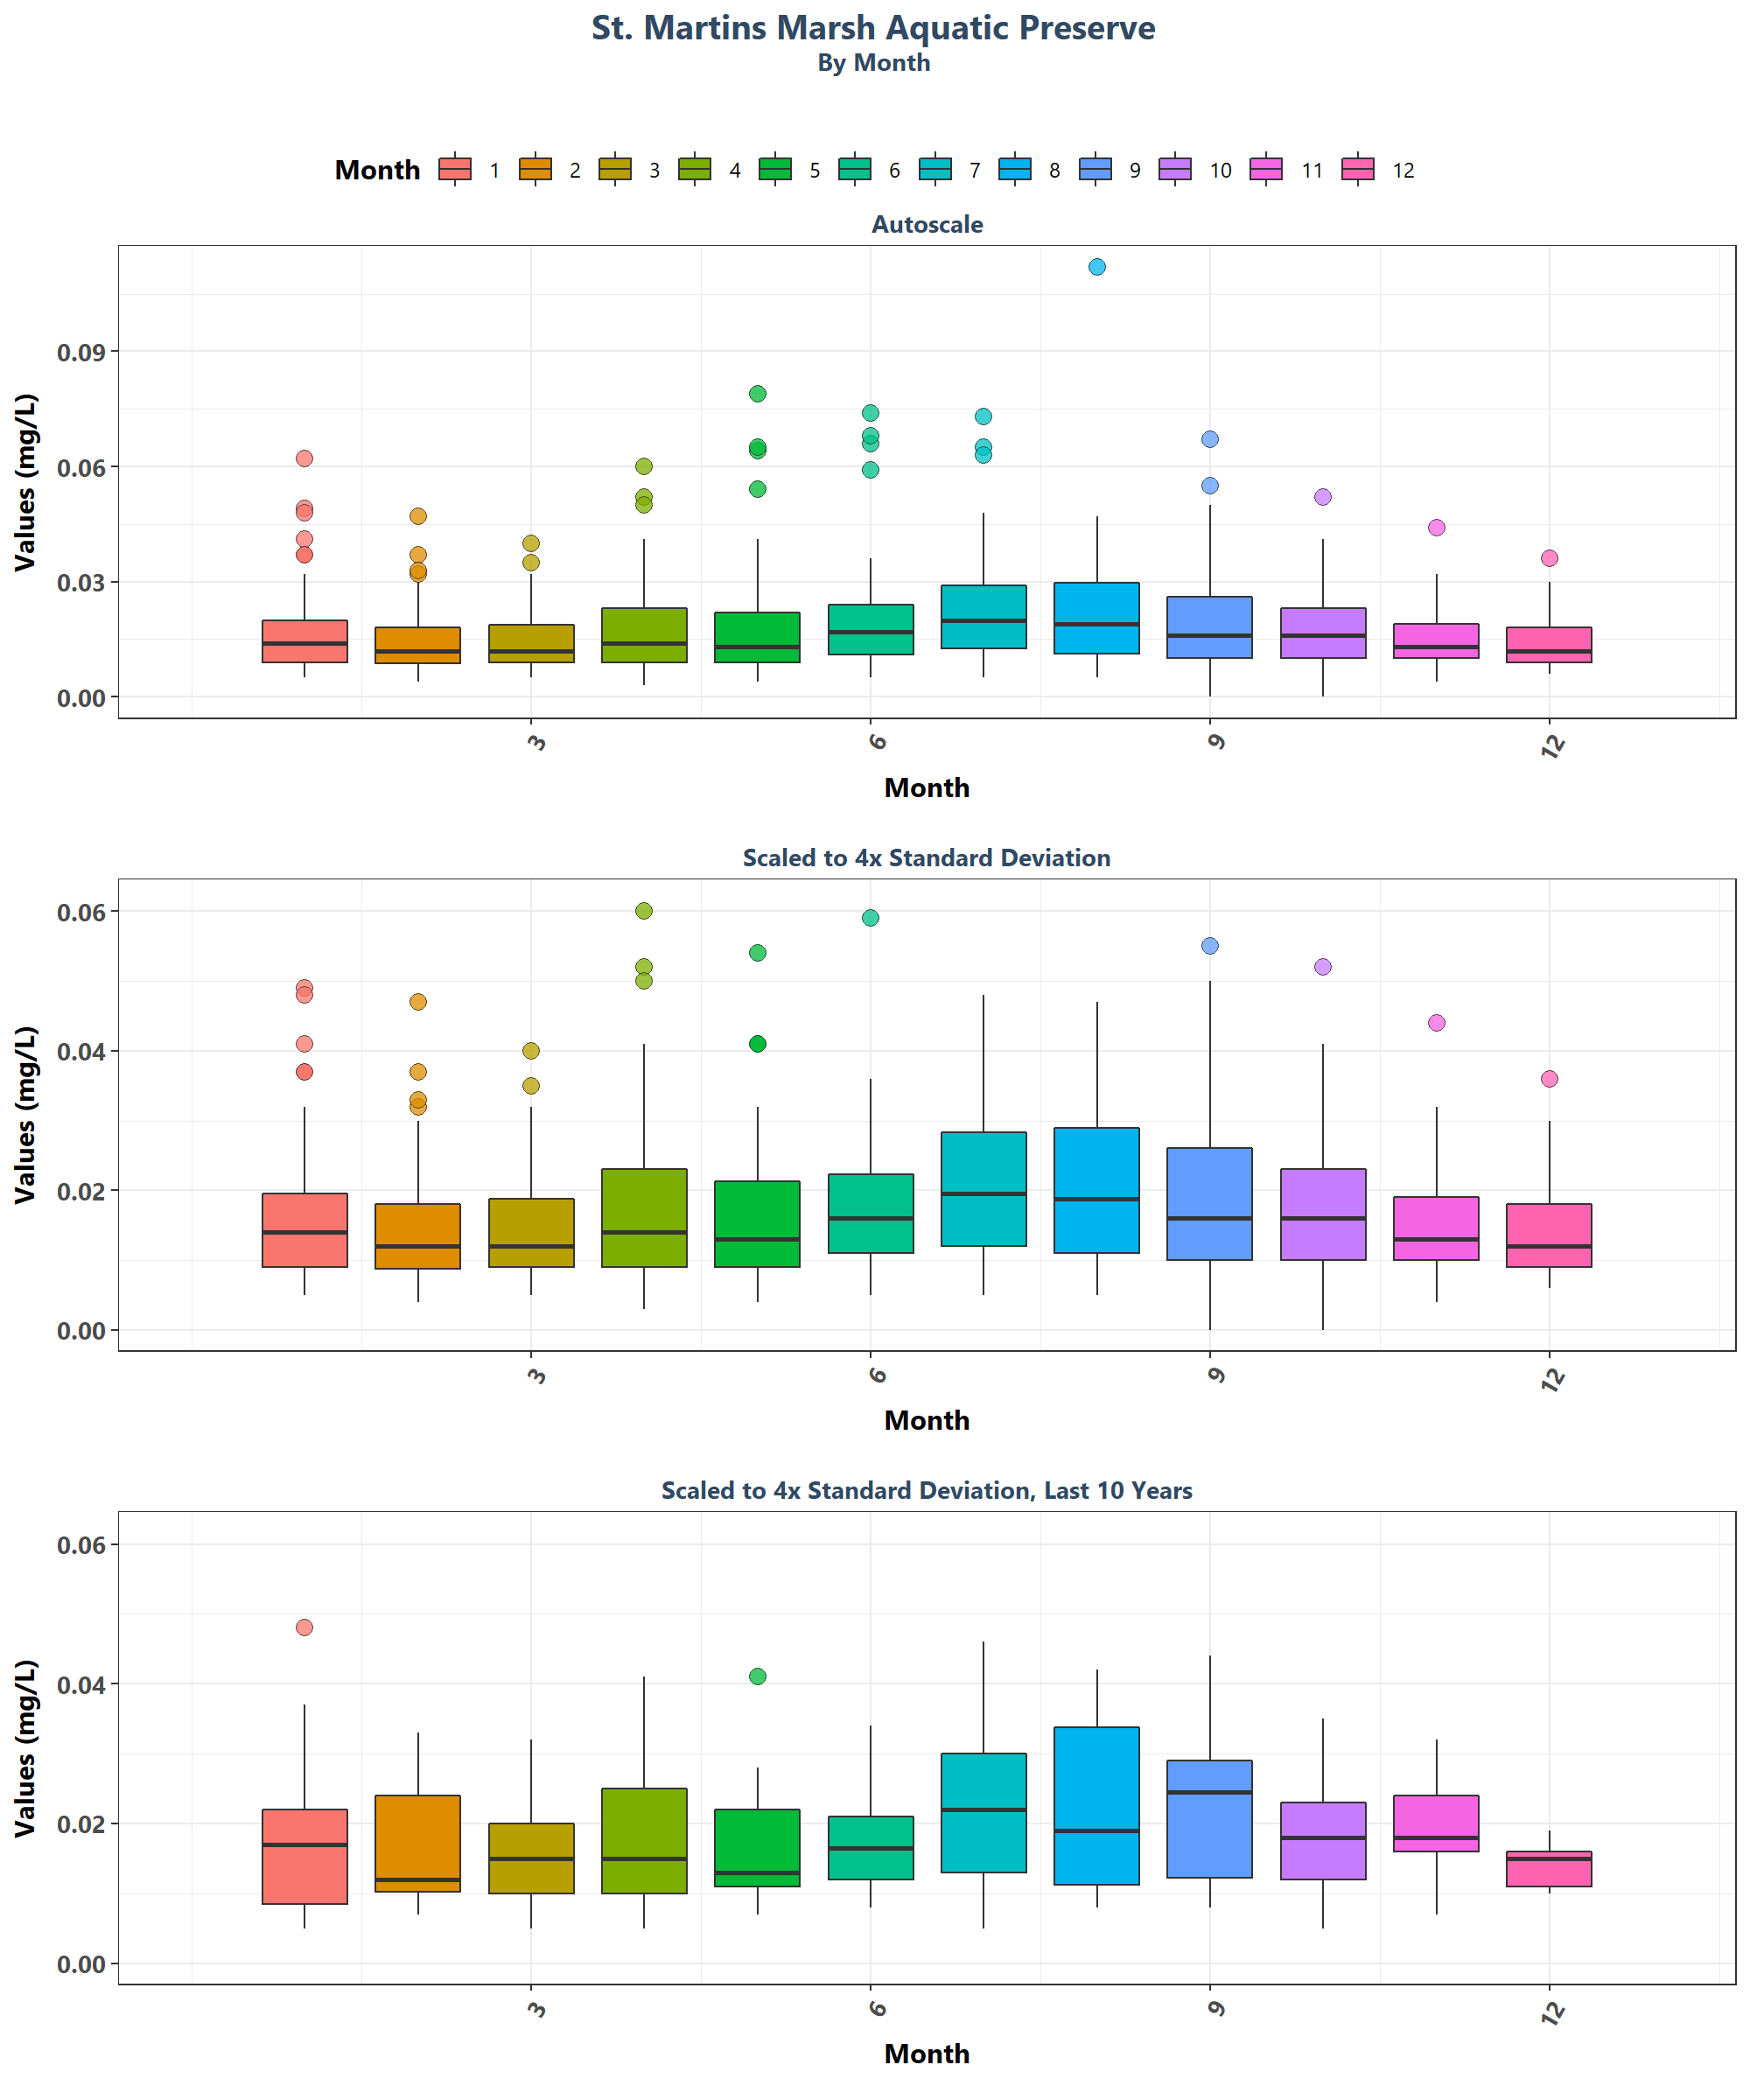 St. Martins Marsh Aquatic Preserve
By Month
Month 1 2 3 4 5 6 7 8 9 10 11 12
Autoscale
Values (mg/L)
0.09
0.06
0.03
0.00
3 6 9 12
Month
Scaled to 4x Standard Deviation
Values (mg/L)
0.06
0.04
0.02
0.00
3 6 9 12
Month
Scaled to 4x Standard Deviation, Last 10 Years
Values (mg/L)
0.06
0.04
0.02
0.00
3 6 9 12
Month